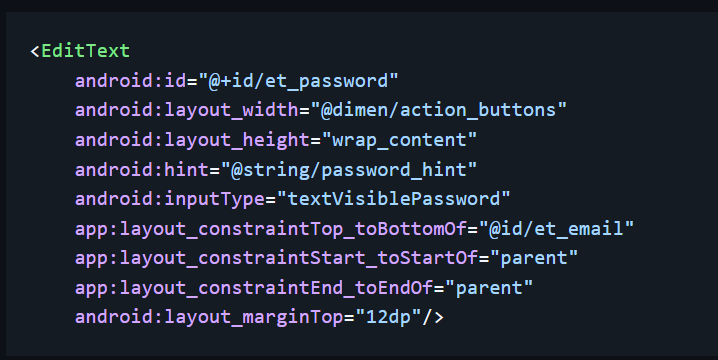 <EditText
android:id="@+id/et_password"
android:layout_width="@dimen/action_buttons"
android:layout_height="wrap_content"
android:hint="@string/password_hint"
android:inputType="textVisiblePassword"
app:layout_constraintTop_toBottomOf="@id/et_email"
app:layout_constraintStart_toStartOf="parent"
app:layout_constraintEnd_toEndOf="parent"
android:layout_marginTop="12dp"/>